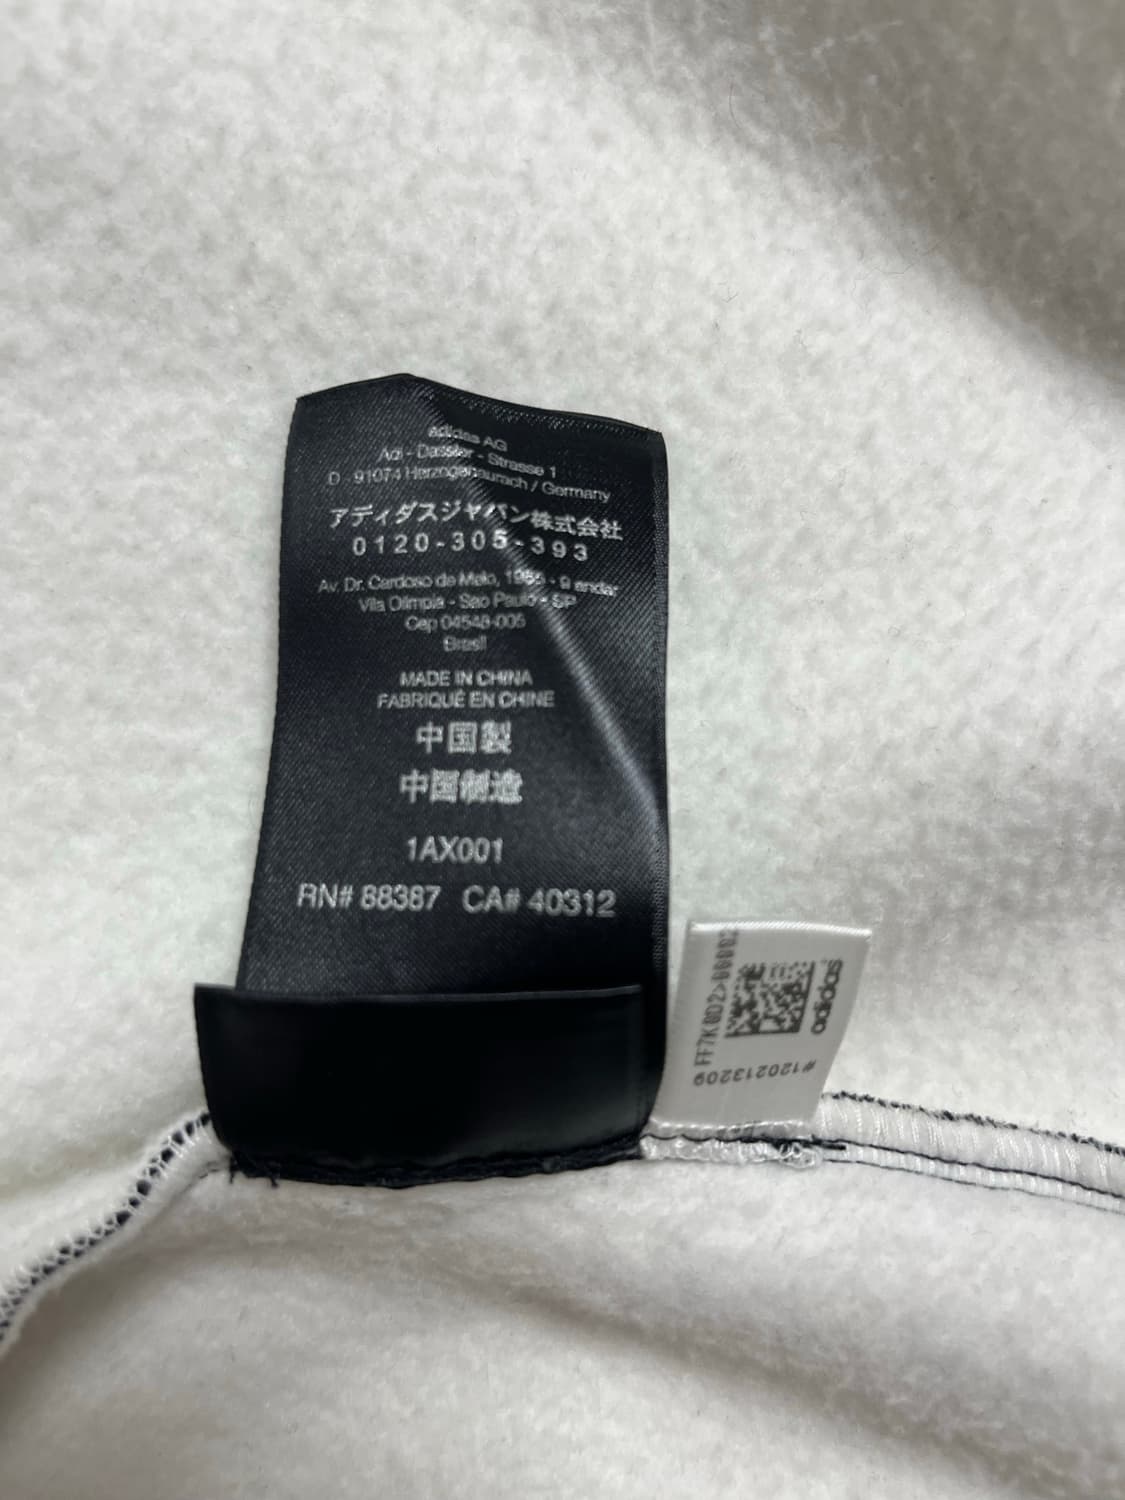 adidas AG
Adi - Dassler - Strasse 1
D - 91074 Herzogenaurach / Germany
アディダスジャパン株式会社
0120-305-393
Av. Dr. Cardoso de Melo, - 9 andar
Vila Olimpia - Sao Paulo - SP
Cep 04548-005
Brasil
MADE IN CHINA
FABRIQUÉ EN CHINE
中国製
中国制造
1AX001
RN# 88387 CA# 40312
adidas
#120213209